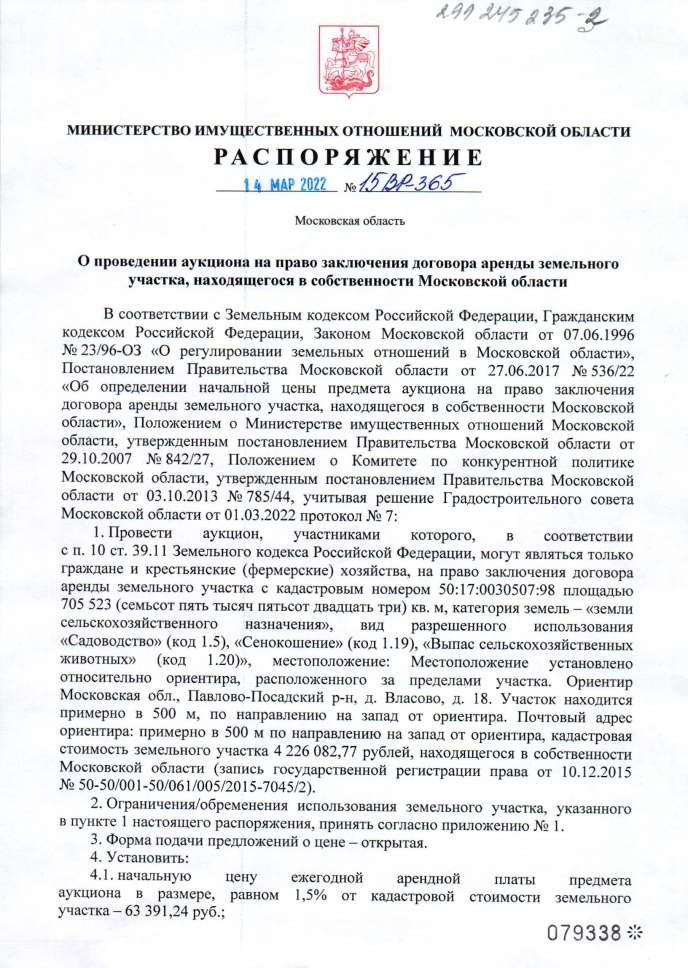 299 245 235-2
МИНИСТЕРСТВО ИМУЩЕСТВЕННЫХ ОТНОШЕНИЙ МОСКОВСКОЙ ОБЛАСТИ
РАСПОРЯЖЕНИЕ
14 МАР 2022 № 15ВР-365
Московская область
О проведении аукциона на право заключения договора аренды земельного
участка, находящегося в собственности Московской области
В соответствии с Земельным кодексом Российской Федерации, Гражданским
кодексом Российской Федерации, Законом Московской области от 07.06.1996
№ 23/96-ОЗ «О регулировании земельных отношений в Московской области»,
Постановлением Правительства Московской области от 27.06.2017 № 536/22
«Об определении начальной цены предмета аукциона на право заключения
договора аренды земельного участка, находящегося в собственности Московской
области», Положением о Министерстве имущественных отношений Московской
области, утвержденным постановлением Правительства Московской области от
29.10.2007 № 842/27, Положением о Комитете по конкурентной политике
Московской области, утвержденным постановлением Правительства Московской
области от 03.10.2013 № 785/44, учитывая решение Градостроительного совета
Московской области от 01.03.2022 протокол № 7:
1. Провести аукцион, участниками которого, в соответствии
с п. 10 ст. 39.11 Земельного кодекса Российской Федерации, могут являться только
граждане и крестьянские (фермерские) хозяйства, на право заключения договора
аренды земельного участка с кадастровым номером 50:17:0030507:98 площадью
705 523 (семьсот пять тысяч пятьсот двадцать три) кв. м, категория земель – «земли
сельскохозяйственного назначения», вид разрешенного использования
«Садоводство» (код 1.5), «Сенокошение» (код 1.19), «Выпас сельскохозяйственных
животных» (код 1.20)», местоположение: Местоположение установлено
относительно ориентира, расположенного за пределами участка. Ориентир
Московская обл., Павлово-Посадский р-н, д. Власово, д. 18. Участок находится
примерно в 500 м, по направлению на запад от ориентира. Почтовый адрес
ориентира: примерно в 500 м по направлению на запад от ориентира, кадастровая
стоимость земельного участка 4 226 082,77 рублей, находящегося в собственности
Московской области (запись государственной регистрации права от 10.12.2015
№ 50-50/001-50/061/005/2015-7045/2).
2. Ограничения/обременения использования земельного участка, указанного
в пункте 1 настоящего распоряжения, принять согласно приложению № 1.
3. Форма подачи предложений о цене – открытая.
4. Установить:
4.1. начальную цену ежегодной арендной платы предмета
аукциона в размере, равном 1,5% от кадастровой стоимости земельного
участка – 63 391,24 руб.;
079338